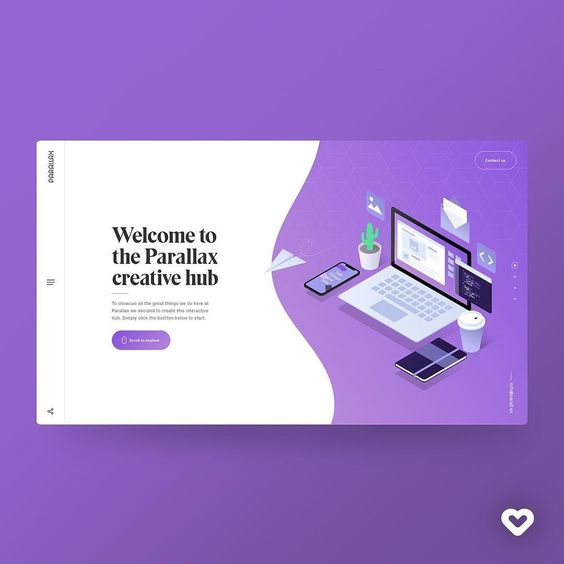 PARALLAX
Contact us
Welcome to
the Parallax
creative hub
To showcase all the great things we do here at
Parallax we decided to create this interactive
hub. Simply click the button below to start.
Scroll to explore